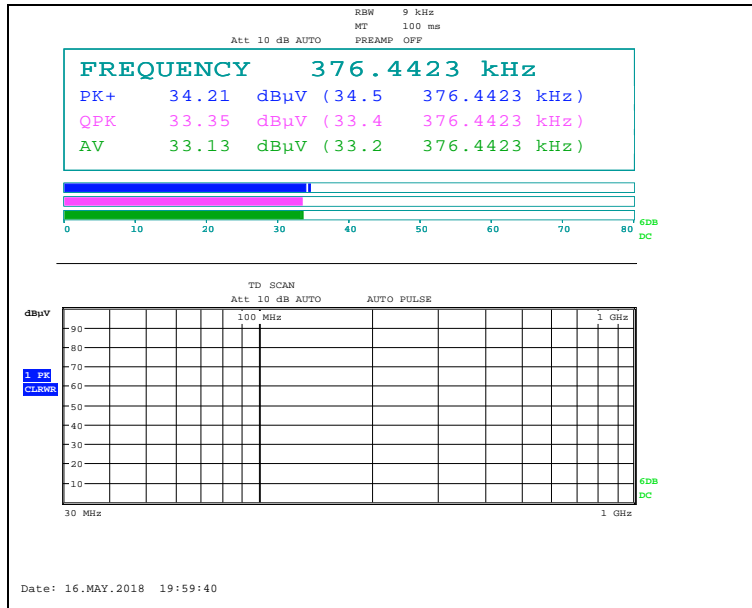 RBW 9 kHz
MT 100 ms
Att 10 dB AUTO PREAMP OFF
FREQUENCY 376.4423 kHz
PK+ 34.21 dBµV (34.5 376.4423 kHz)
QPK 33.35 dBµV (33.4 376.4423 kHz)
AV 33.13 dBµV (33.2 376.4423 kHz)
0 10 20 30 40 50 60 70 80
6DB
DC
TD SCAN
Att 10 dB AUTO AUTO PULSE
dBµV
100 MHz 1 GHz
90
80
70
1 PK
CLRWR
60
50
40
30
20
10
6DB
DC
30 MHz 1 GHz
Date: 16.MAY.2018 19:59:40